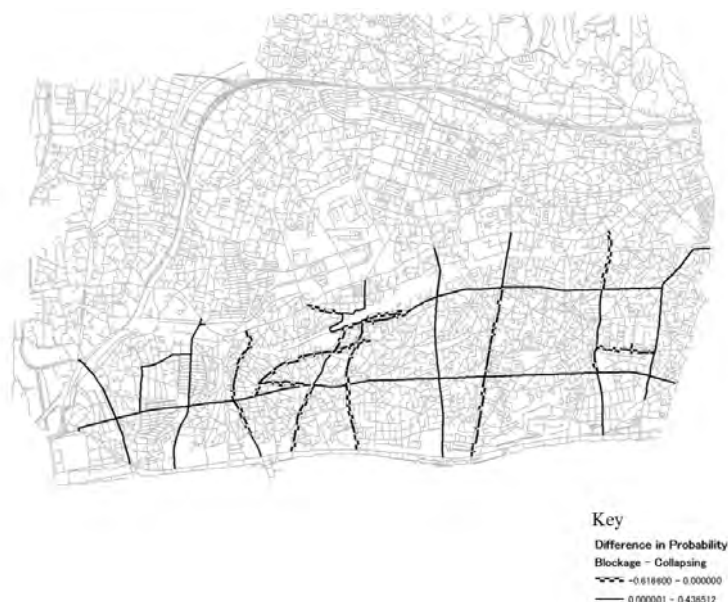 Key
Difference in Probability
Blockage - Collapsing
-0.616600 - 0.000000
0.000001 - 0.436512